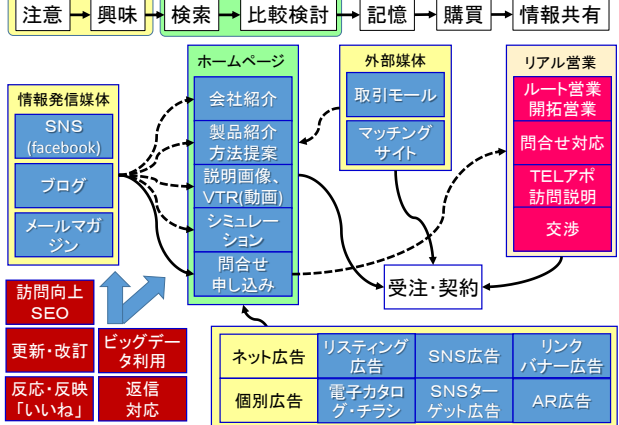 注意
興味
検索
比較検討
記憶
購買
情報共有
情報発信媒体
SNS
(facebook)
ブログ
メールマガ
ジン
ホームページ
会社紹介
製品紹介
方法提案
説明画像、
VTR(動画)
シミュレー
ション
問合せ
申し込み
外部媒体
取引モール
マッチング
サイト
リアル営業
ルート営業
開拓営業
問合せ対応
TELアポ
訪問説明
交渉
受注・契約
訪問向上
SEO
更新・改訂
ビッグデー
タ利用
反応・反映
「いいね」
返信
対応
ネット広告
リスティング
広告
SNS広告
リンク
バナー広告
個別広告
電子カタロ
グ・チラシ
SNSター
ゲット広告
AR広告